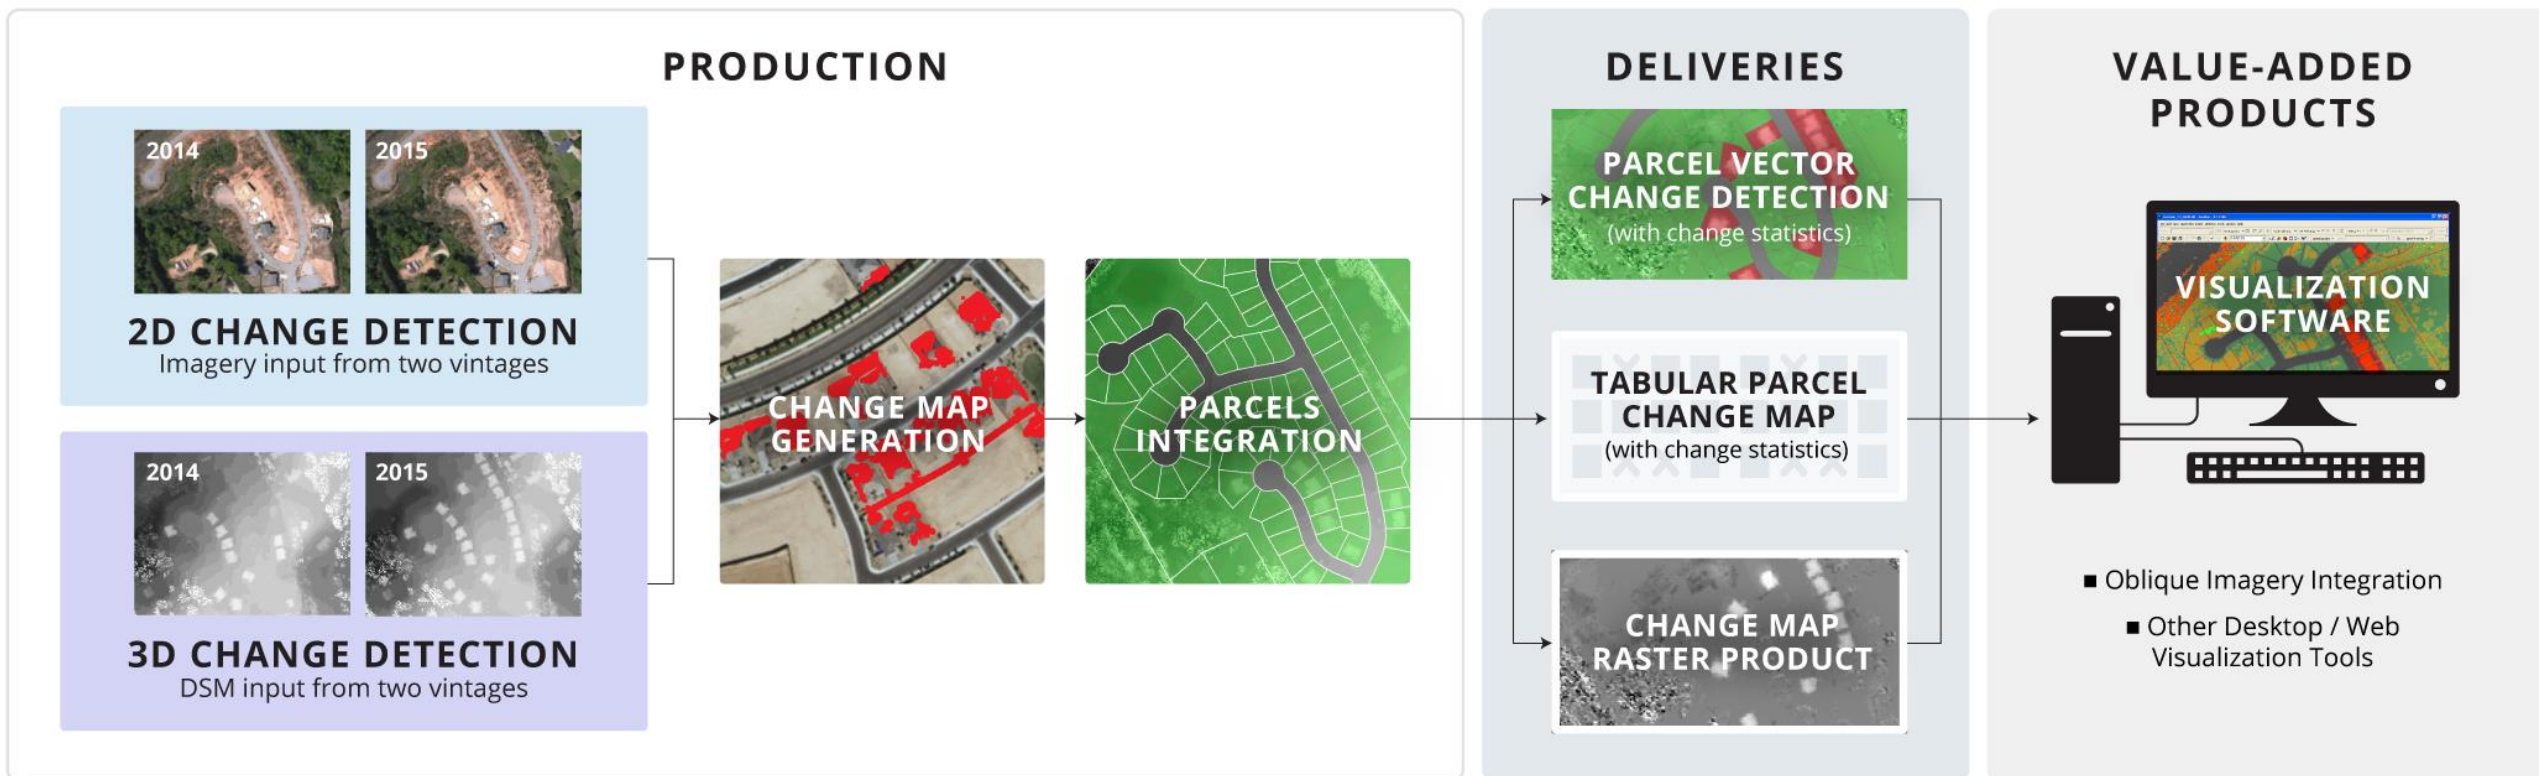 PRODUCTION
2014
2015
2D CHANGE DETECTION
Imagery input from two vintages
2014
2015
3D CHANGE DETECTION
DSM input from two vintages
CHANGE MAP
GENERATION
PARCELS
INTEGRATION
DELIVERIES
PARCEL VECTOR
CHANGE DETECTION
(with change statistics)
TABULAR PARCEL
CHANGE MAP
(with change statistics)
CHANGE MAP
RASTER PRODUCT
VALUE-ADDED
PRODUCTS
VISUALIZATION
SOFTWARE
■ Oblique Imagery Integration
■ Other Desktop / Web
Visualization Tools